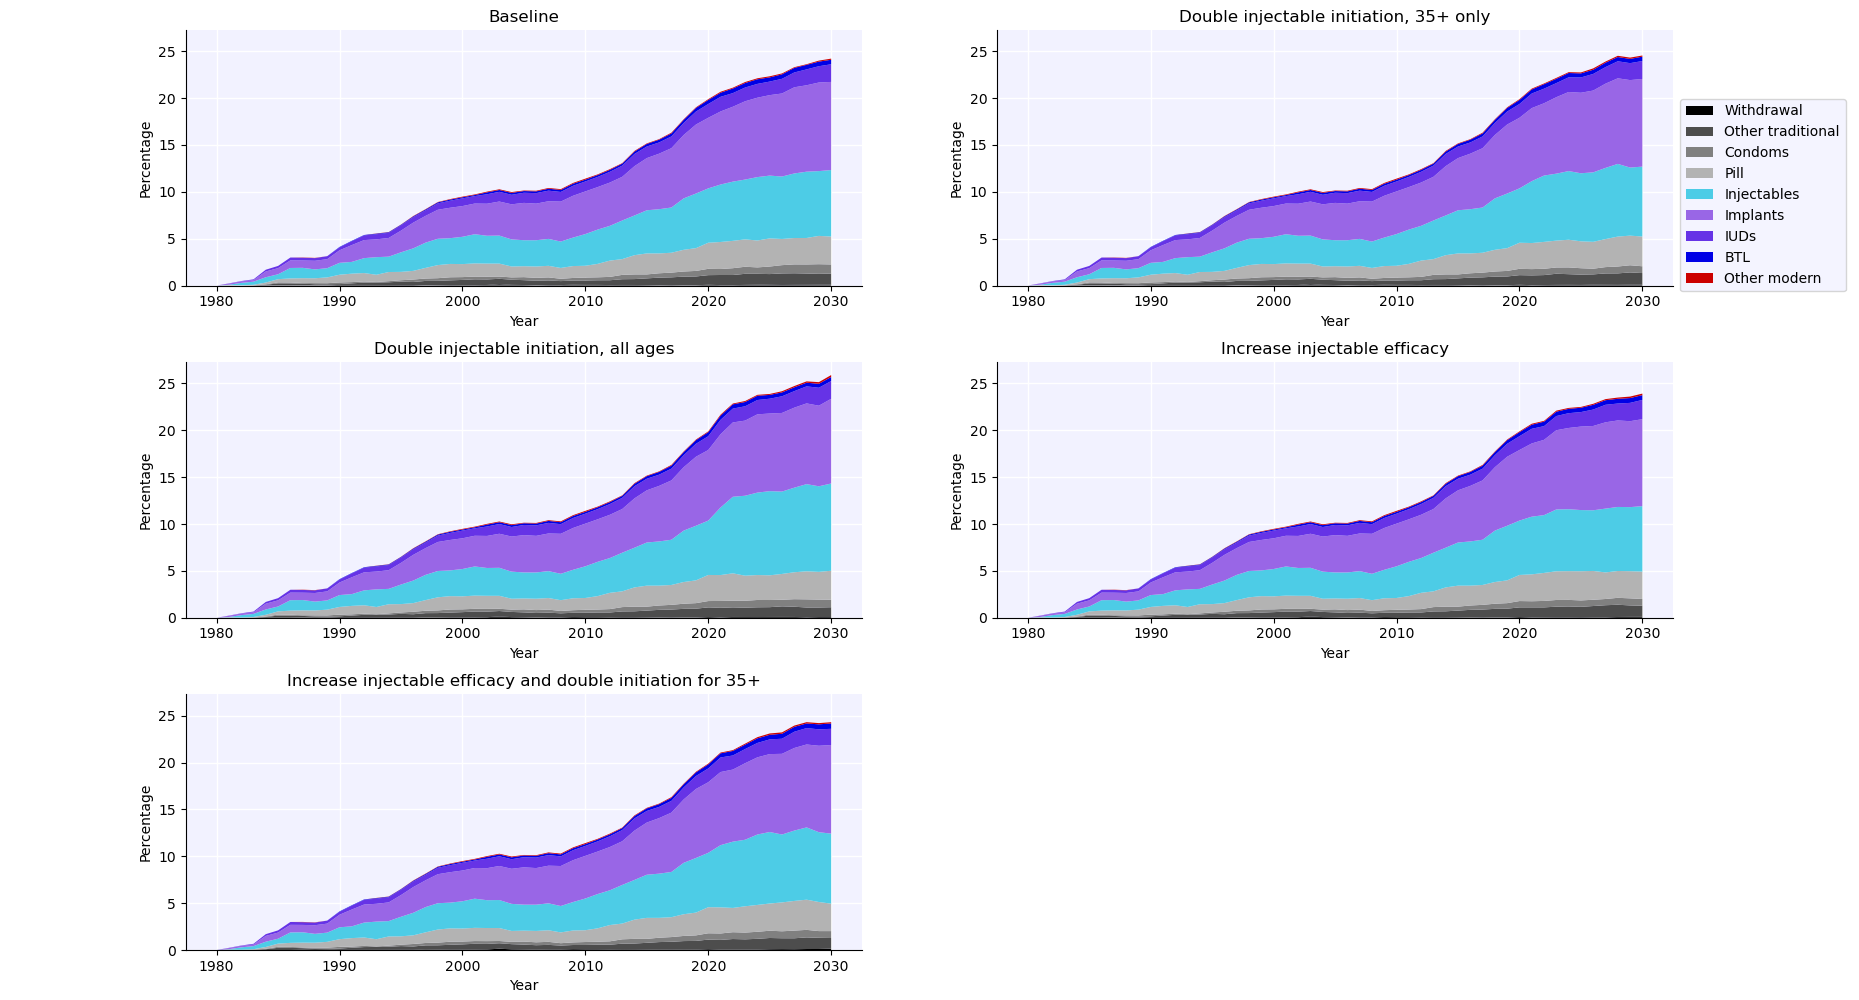 Baseline
25
20
15
10
5
0
Percentage
1980 1990 2000 2010 2020 2030
Year
Double injectable initiation, 35+ only
25
20
15
10
5
0
Percentage
1980 1990 2000 2010 2020 2030
Year
Withdrawal
Other traditional
Condoms
Pill
Injectables
Implants
IUDs
BTL
Other modern
Double injectable initiation, all ages
25
20
15
10
5
0
Percentage
1980 1990 2000 2010 2020 2030
Year
Increase injectable efficacy
25
20
15
10
5
0
Percentage
1980 1990 2000 2010 2020 2030
Year
Increase injectable efficacy and double initiation for 35+
25
20
15
10
5
0
Percentage
1980 1990 2000 2010 2020 2030
Year